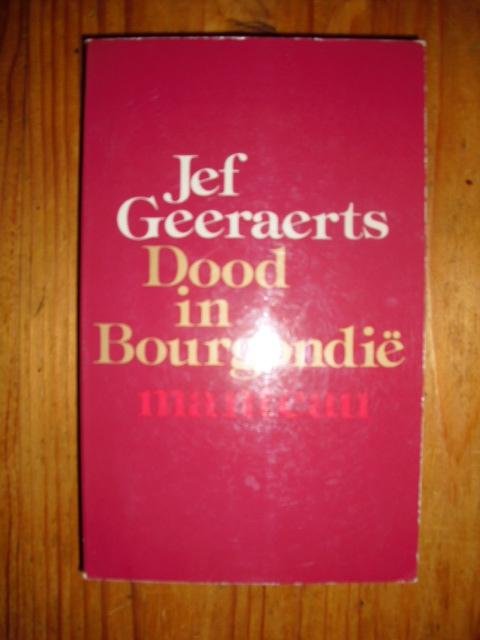 Jef
Geeraerts
Dood
in
Bourgondië
manteau